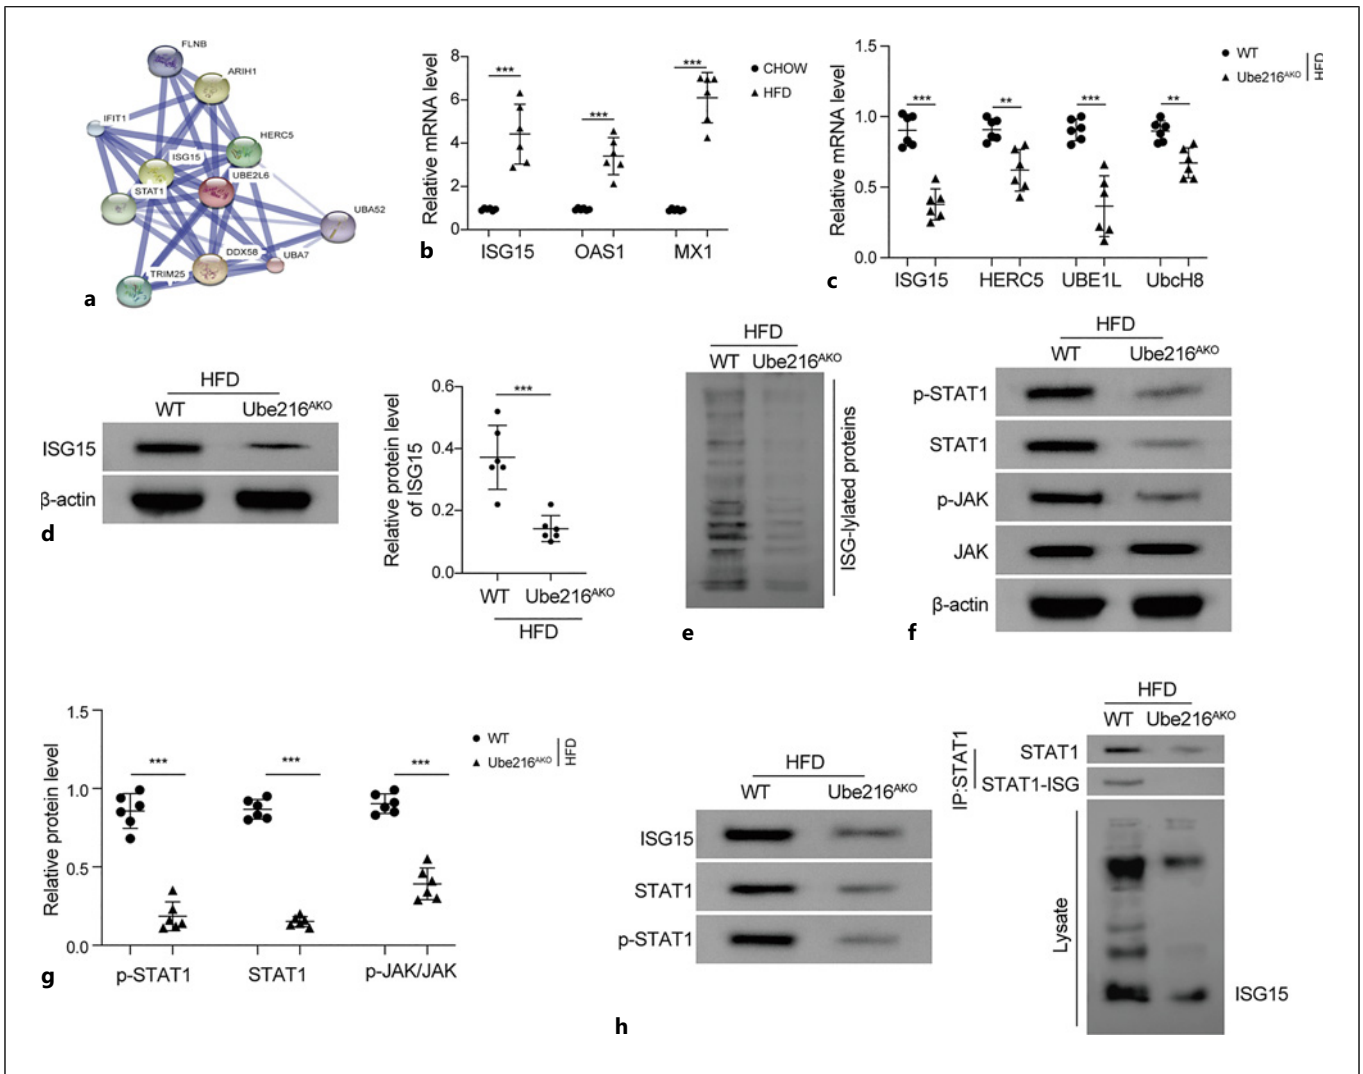 FLNB
ARIH1
IFIT1
HERC5
ISG15
UBE2L6
STAT1
UBA52
DDX58
UBA7
TRIM25
a
Relative mRNA level
8
6
4
2
0
***
***
***
CHOW
HFD
ISG15 OAS1 MX1
b
Relative mRNA level
1.5
1.0
0.5
0.0
***
**
***
**
WT
Ube216AKO
HFD
ISG15 HERC5 UBE1L UbcH8
c
HFD
WT Ube216AKO
ISG15
β-actin
d
Relative protein level
of ISG15
0.6
0.4
0.2
0.0
***
WT Ube216AKO
HFD
HFD
WT Ube216AKO
ISG-lylated proteins
e
HFD
WT Ube216AKO
p-STAT1
STAT1
p-JAK
JAK
β-actin
f
Relative protein level
1.5
1.0
0.5
0.0
***
***
***
WT
Ube216AKO
HFD
p-STAT1 STAT1 p-JAK/JAK
g
HFD
WT Ube216AKO
ISG15
STAT1
p-STAT1
h
HFD
WT Ube216AKO
IP:STAT1
STAT1
STAT1-ISG
Lysate
ISG15